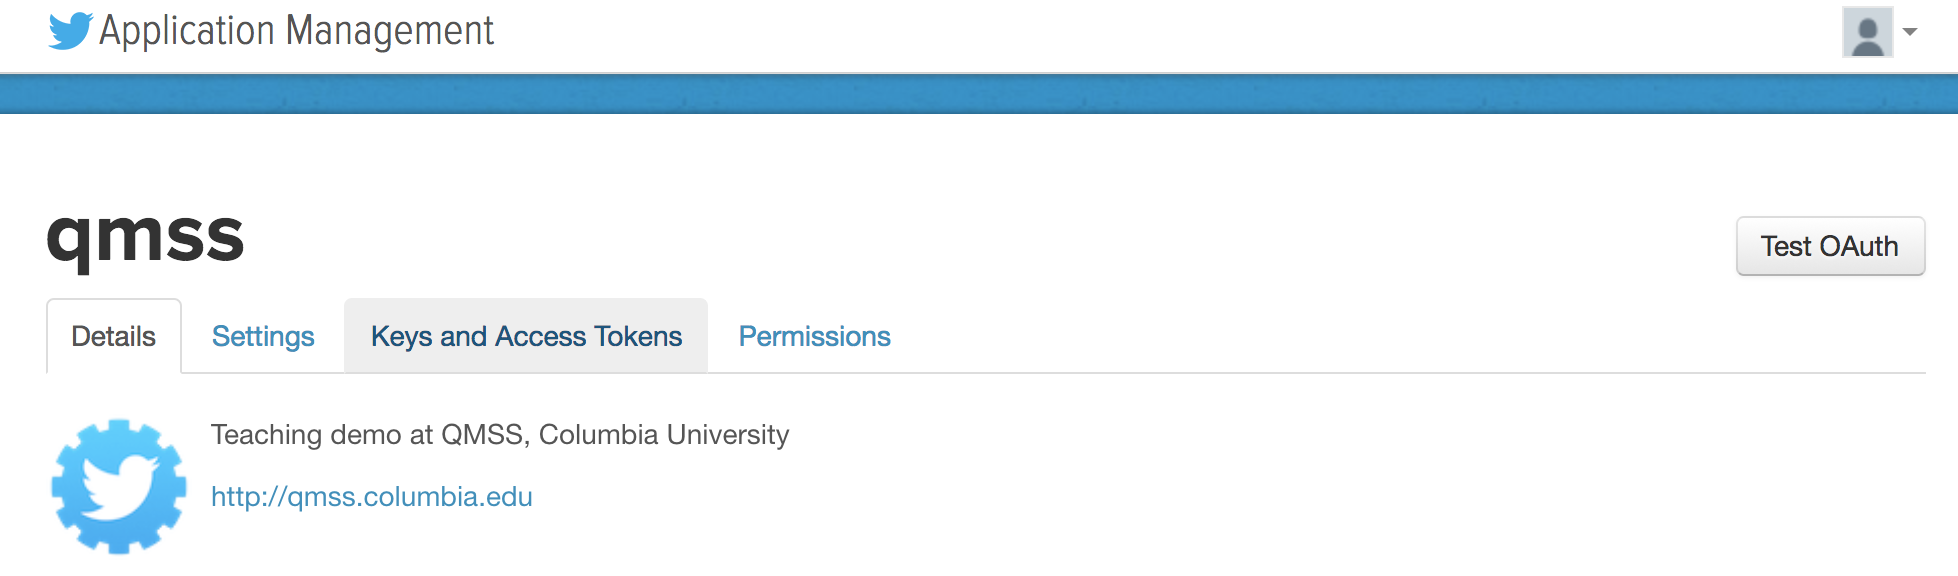 Application Management
qmss
Test OAuth
Details Settings Keys and Access Tokens Permissions
Teaching demo at QMSS, Columbia University
http://qmss.columbia.edu